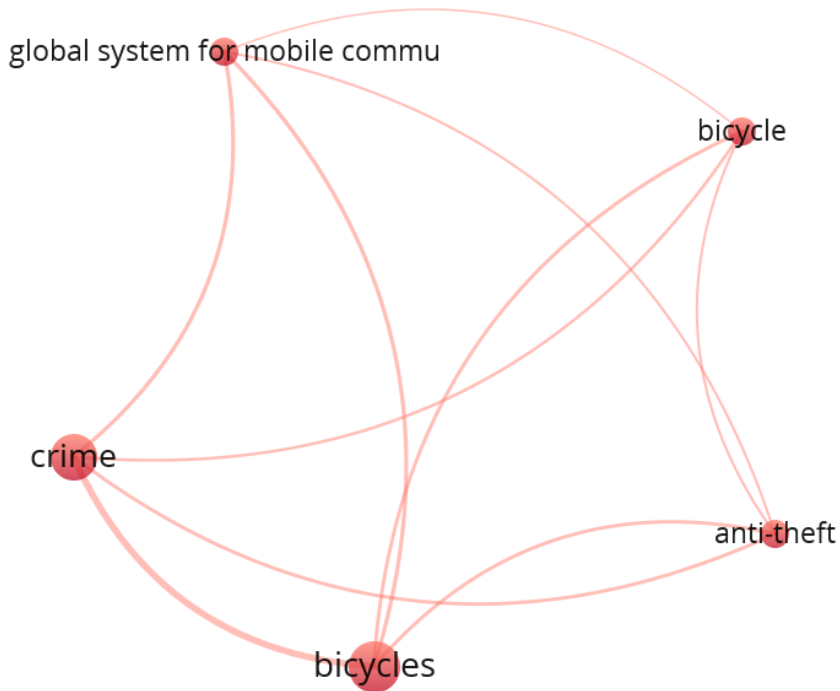 global system for mobile commu
bicycle
crime
anti-theft
bicycles